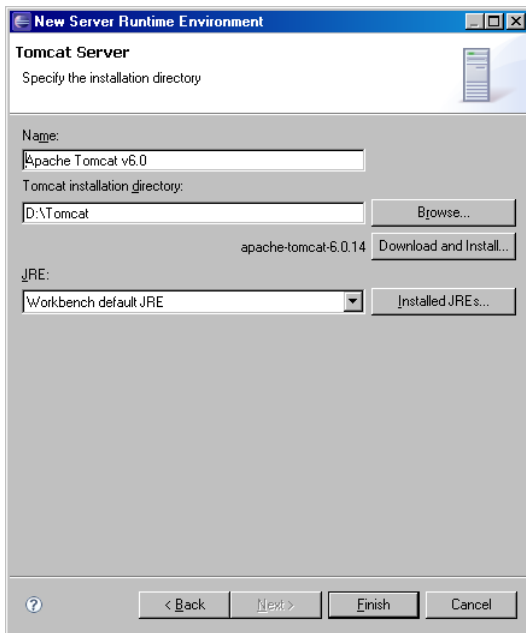 New Server Runtime Environment
Tomcat Server
Specify the installation directory
Name:
Apache Tomcat v6.0
Tomcat installation directory:
D:\Tomcat
Browse...
apache-tomcat-6.0.14
Download and Install...
JRE:
Workbench default JRE
Installed JREs...
?
< Back
Next >
Finish
Cancel